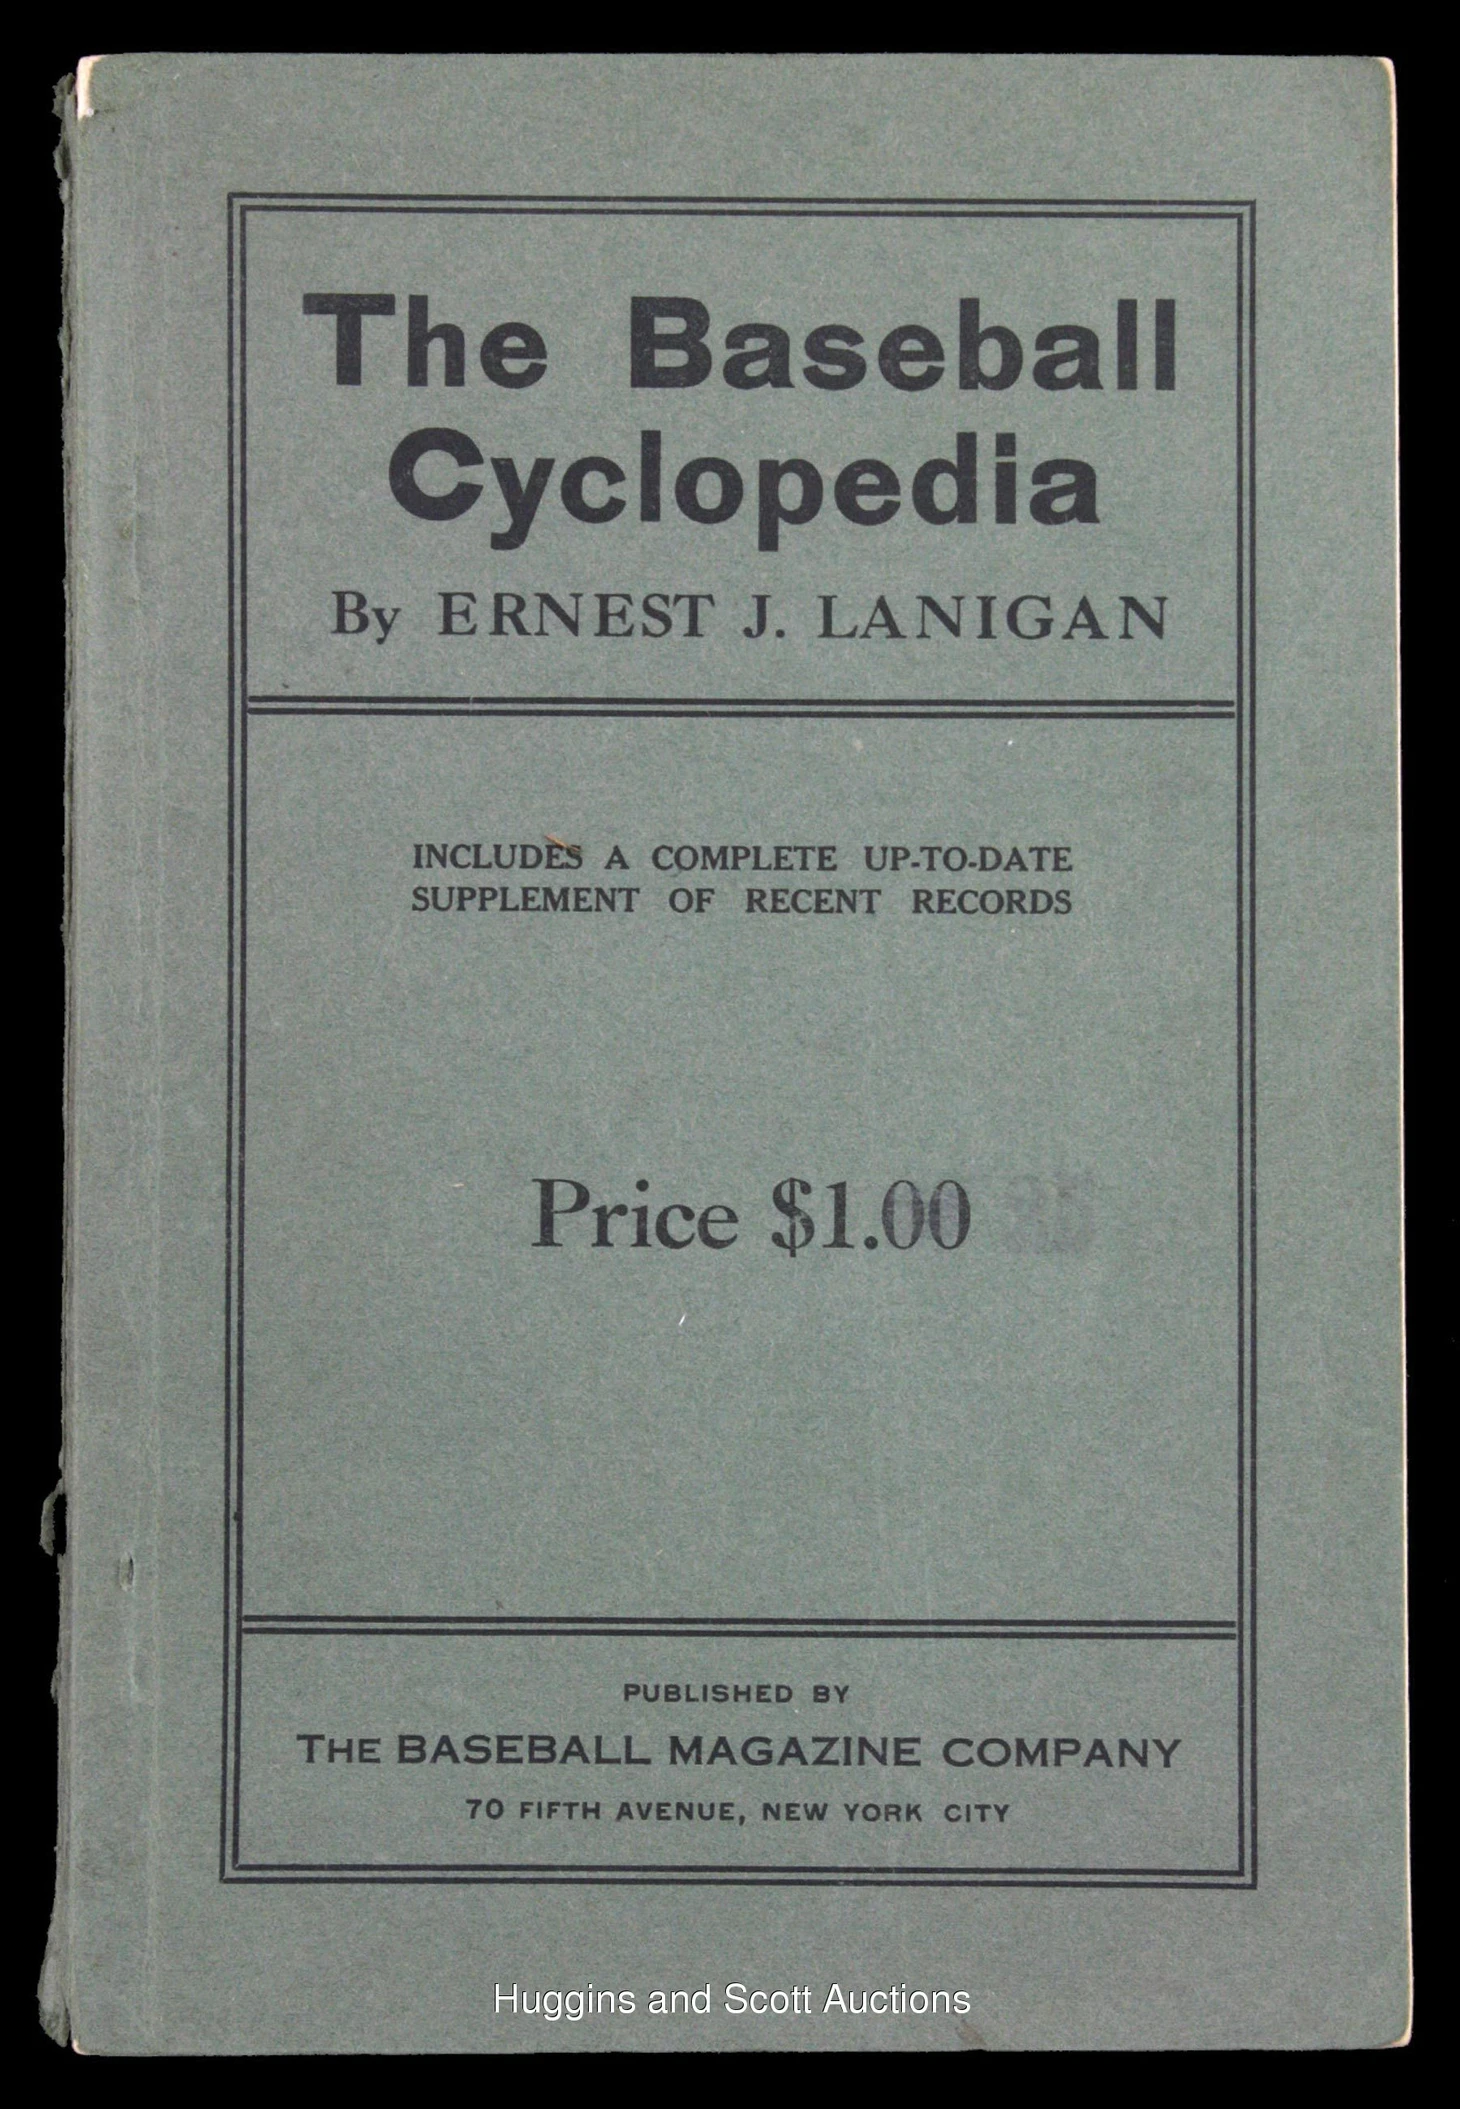 The Baseball
Cyclopedia
By ERNEST J. LANIGAN
INCLUDES A COMPLETE UP-TO-DATE
SUPPLEMENT OF RECENT RECORDS
Price $1.00
PUBLISHED BY
THE BASEBALL MAGAZINE COMPANY
70 FIFTH AVENUE, NEW YORK CITY
Huggins and Scott Auctions